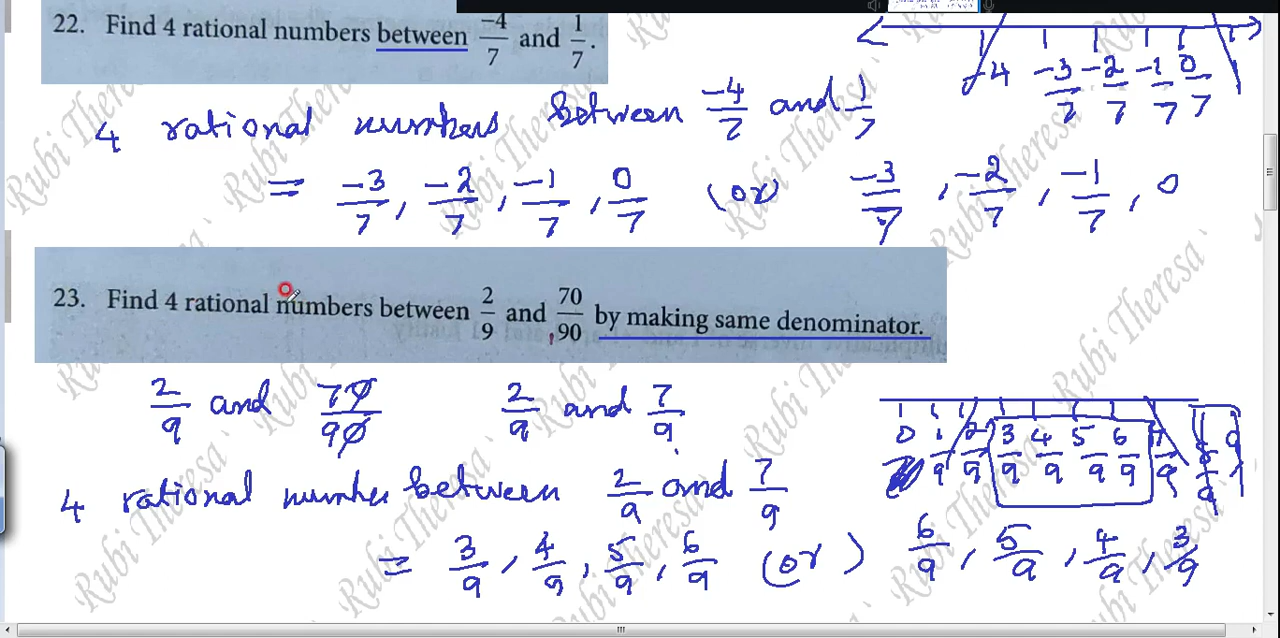 22. Find 4 rational numbers between -4/7 and 1/7.
-4 -3/7 -2/7 -1/7 0/7
4 rational numbers between -4/7 and 1/7
= -3/7, -2/7, -1/7, 0/7 (or) -3/7, -2/7, -1/7, 0
23. Find 4 rational numbers between 2/9 and 70/90 by making same denominator.
2/9 and 70/90 2/9 and 7/9
0 1/9 2/9 3/9 4/9 5/9 6/9 7/9
4 rational number between 2/9 and 7/9
= 3/9, 4/9, 5/9, 6/9 (or) 6/9, 5/9, 4/9, 3/9
Rubi Theresa